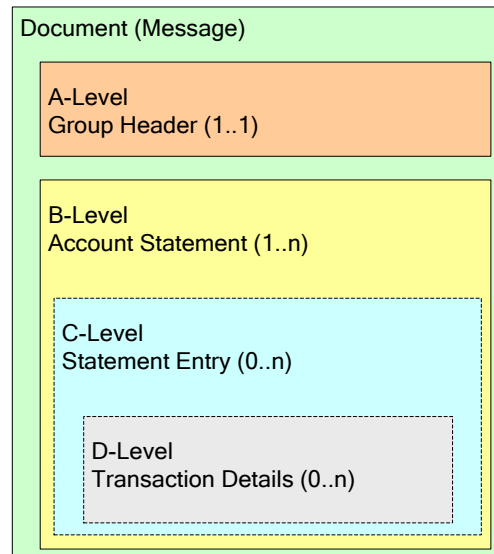 Document (Message)
A-Level
Group Header (1..1)
B-Level
Account Statement (1..n)
C-Level
Statement Entry (0..n)
D-Level
Transaction Details (0..n)